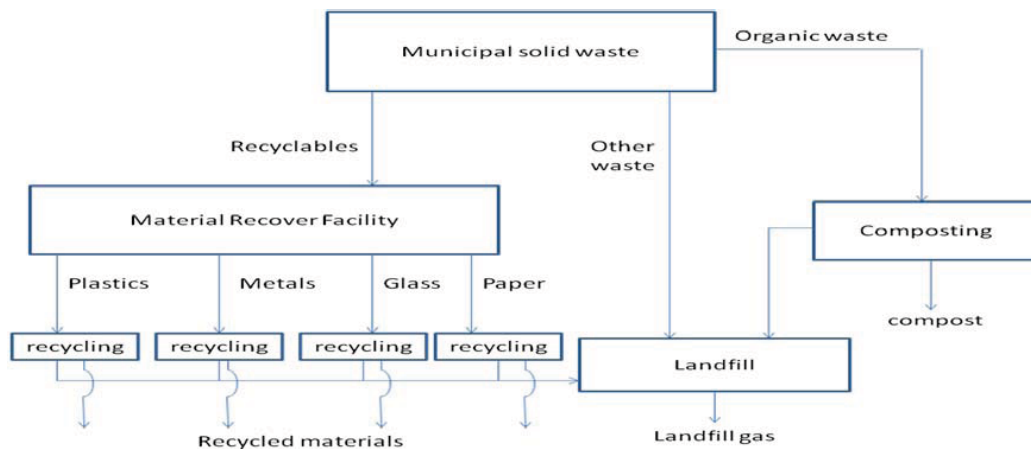 Municipal solid waste
Organic waste
Recyclables
Other
waste
Material Recover Facility
Composting
Plastics
Metals
Glass
Paper
compost
recycling
recycling
recycling
recycling
Landfill
Recycled materials
Landfill gas